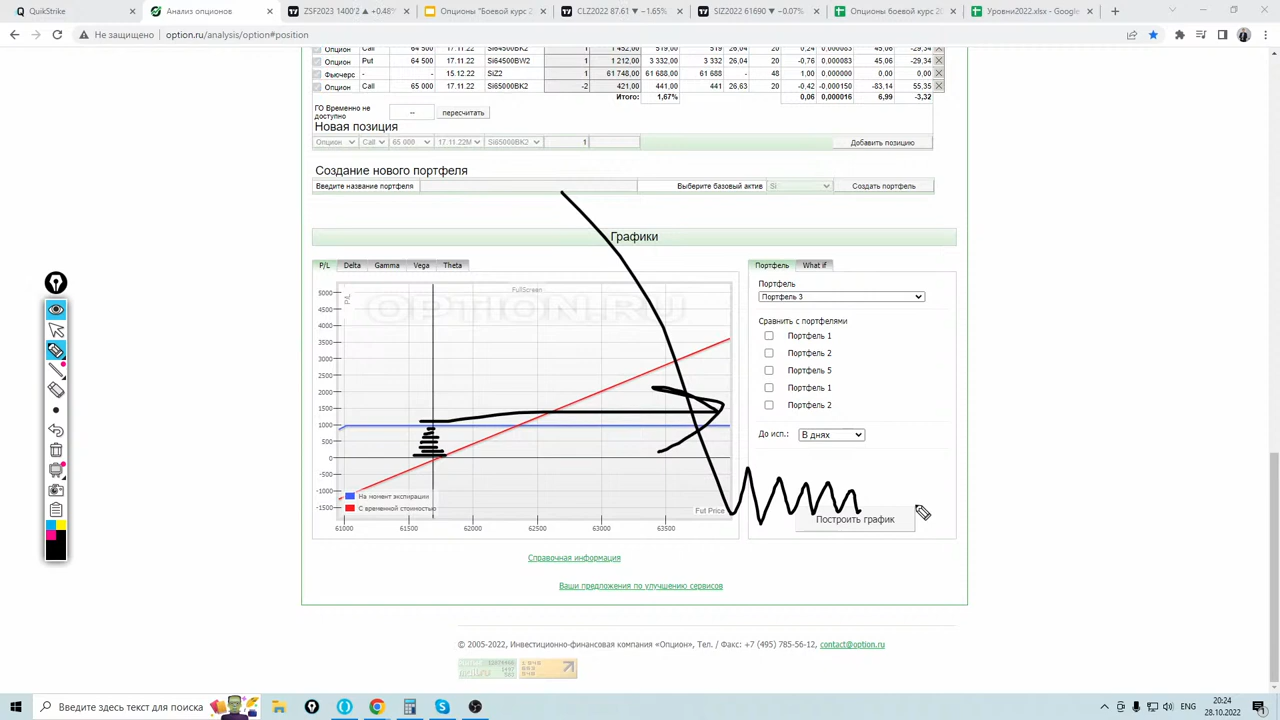 QuikStrike
Анализ опционов
ZSF2023 1400'2 ▲ +0.48%
Опционы "Боевой курс 2
CLZ2022 87.61 ▼ −1.65%
SIZ2022 61690 ▼ −0.07%
Опционы боевой курс 20
Уровни2022.xlsx - Google
Не защищено
option.ru/analysis/option#position
Опцион Call 64 500 17.11.22 Si64500BK2 1 1 452,00 519,00 519 26,04 20 0,24 0,000083 45,06 -29,34
Опцион Put 64 500 17.11.22 Si64500BW2 1 1 212,00 3 332,00 3 332 26,04 20 -0,76 0,000083 45,06 -29,34
Фьючерс - - 15.12.22 SiZ2 1 61 748,00 61 688,00 61 688 - 48 1,00 0,00 0,00 0,00
Опцион Call 65 000 17.11.22 Si65000BK2 -2 421,00 441,00 441 26,63 20 -0,42 -0,000150 -83,14 55,35
Итого: 1,67% 0,06 0,000016 6,99 -3,32
ГО Временно не доступно -- пересчитать
Новая позиция
Опцион Call 65 000 17.11.22М Si65000BK2 1 Добавить позицию
Создание нового портфеля
Введите название портфеля Выберите базовый актив Si Создать портфель
Графики
P/L Delta Gamma Vega Theta
Портфель What if
FullScreen
P/L
OPTION.RU
5000
4500
4000
3500
3000
2500
2000
1500
1000
500
0
-500
-1000
-1500
На момент экспирации
С временной стоимостью
Fut Price
61000 61500 62000 62500 63000 63500
Портфель
Портфель 3
Сравнить с портфелями
Портфель 1
Портфель 2
Портфель 5
Портфель 1
Портфель 2
До исп.: В днях
Построить график
Справочная информация
Ваши предложения по улучшению сервисов
© 2005-2022, Инвестиционно-финансовая компания «Опцион», Тел. / Факс: +7 (495) 785-56-12, contact@option.ru
Введите здесь текст для поиска
ENG
20:24
28.10.2022